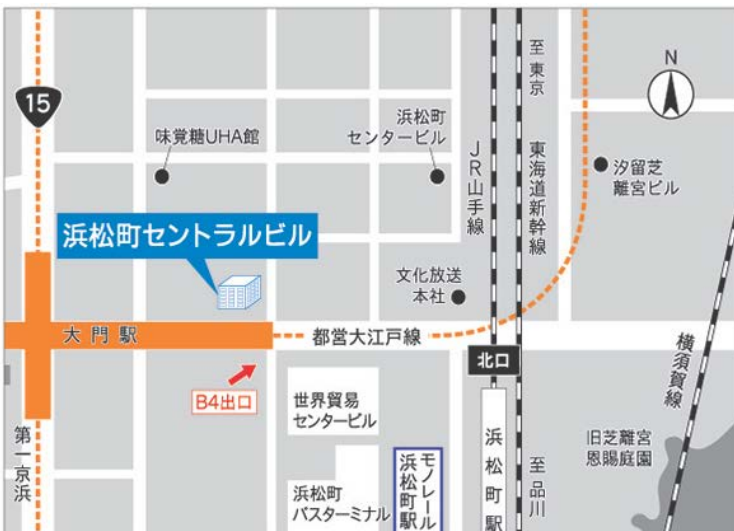 15
味覚糖UHA館
浜松町
センタービル
至東京
N
JR山手線
東海道新幹線
汐留芝
離宮ビル
浜松町セントラルビル
文化放送
本社
大門駅
都営大江戸線
北口
横須賀線
B4出口
世界貿易
センタービル
第一京浜
浜松町
バスターミナル
モノレール
浜松町駅
浜松町駅
至品川
旧芝離宮
恩賜庭園